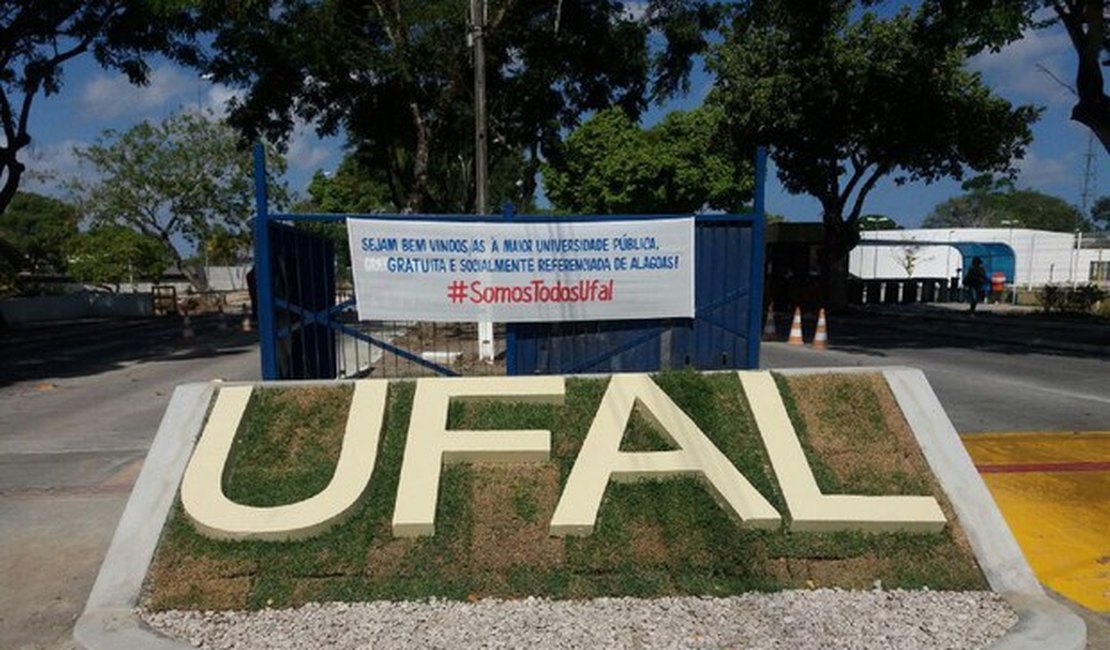 SEJAM BEM VINDOS/AS À MAIOR UNIVERSIDADE PÚBLICA,
GRATUITA E SOCIALMENTE REFERENCIADA DE ALAGOAS!
#SomosTodosUfal
UFAL